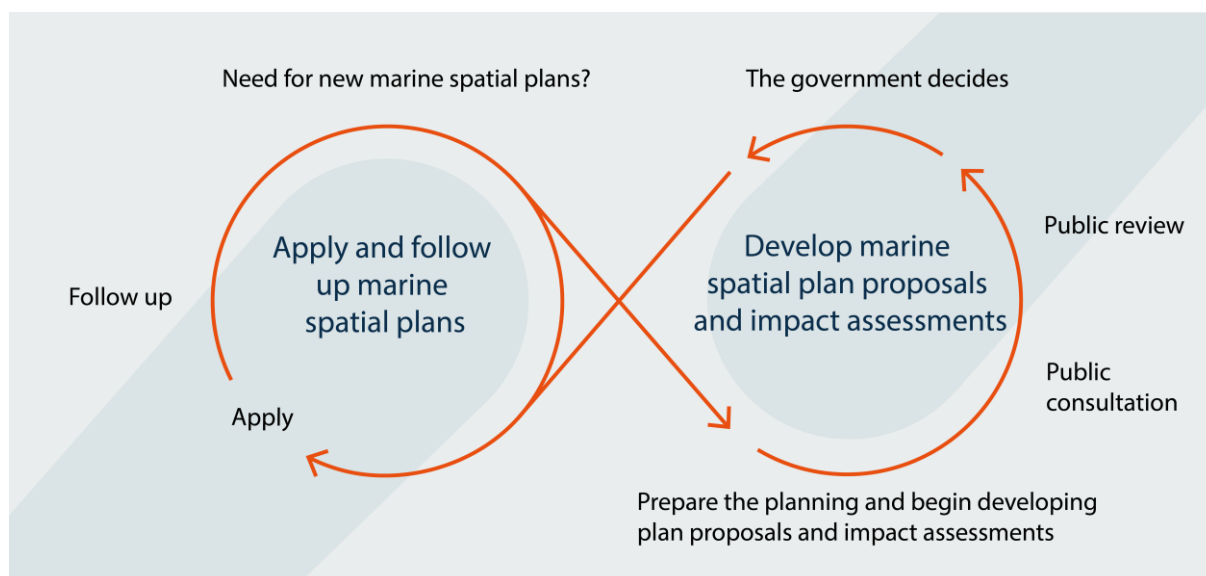 Need for new marine spatial plans?
The government decides
Apply and follow
up marine
spatial plans
Develop marine
spatial plan proposals
and impact assessments
Public review
Follow up
Public
consultation
Apply
Prepare the planning and begin developing
plan proposals and impact assessments